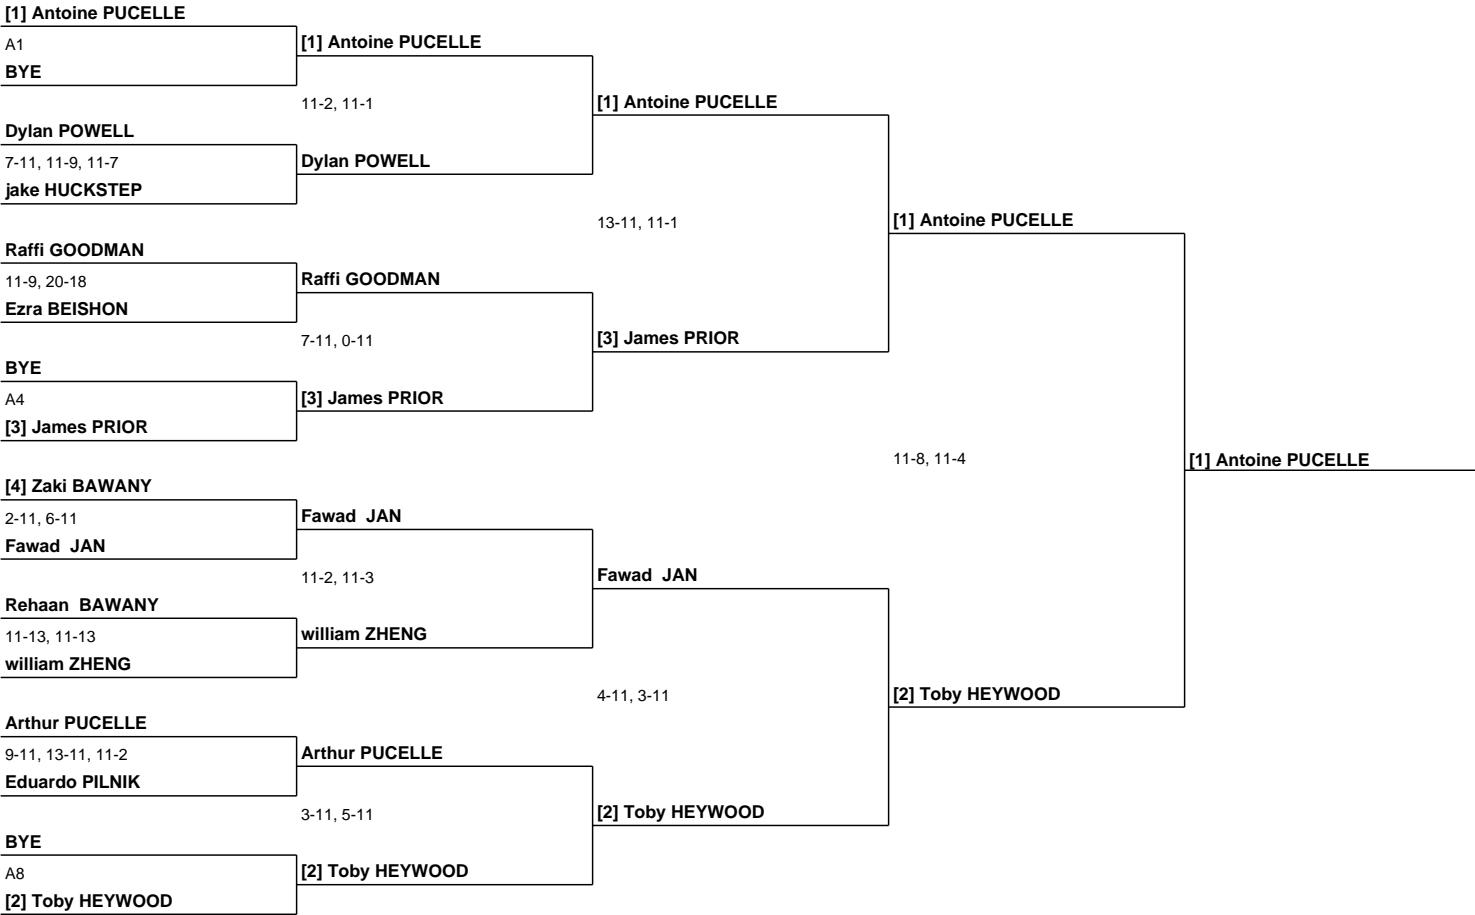 [1] Antoine PUCELLE
A1
BYE
Dylan POWELL
7-11, 11-9, 11-7
jake HUCKSTEP
Raffi GOODMAN
11-9, 20-18
Ezra BEISHON
BYE
A4
[3] James PRIOR
[4] Zaki BAWANY
2-11, 6-11
Fawad  JAN
Rehaan  BAWANY
11-13, 11-13
william ZHENG
Arthur PUCELLE
9-11, 13-11, 11-2
Eduardo PILNIK
BYE
A8
[2] Toby HEYWOOD
[1] Antoine PUCELLE
11-2, 11-1
Dylan POWELL
Raffi GOODMAN
7-11, 0-11
[3] James PRIOR
Fawad  JAN
11-2, 11-3
william ZHENG
Arthur PUCELLE
3-11, 5-11
[2] Toby HEYWOOD
[1] Antoine PUCELLE
13-11, 11-1
[3] James PRIOR
Fawad  JAN
4-11, 3-11
[2] Toby HEYWOOD
[1] Antoine PUCELLE
11-8, 11-4
[2] Toby HEYWOOD
[1] Antoine PUCELLE